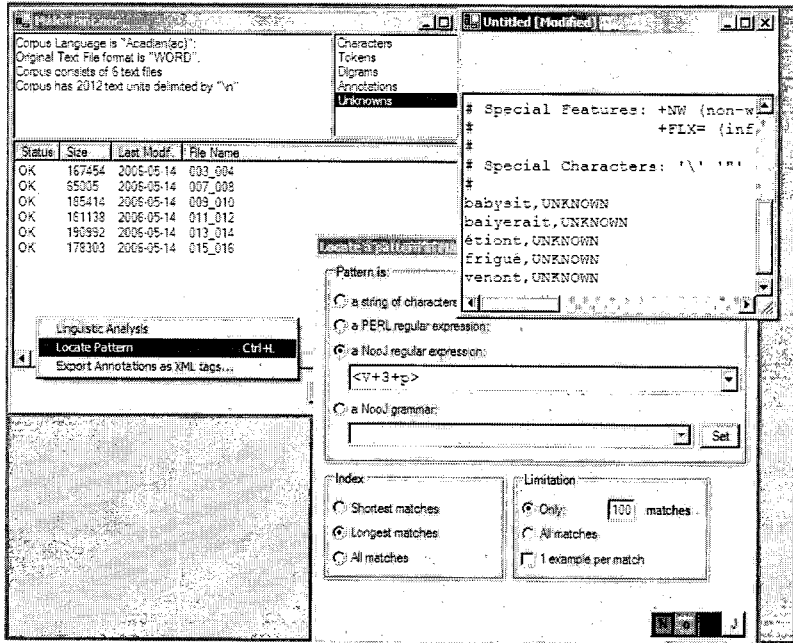 Corpus Language is "Acadian(ac)":
Original Text File format is "WORD".
Corpus consists of 6 text files
Corpus has 2012 text units delimited by "\n"
Characters
Tokens
Digrams
Annotations
Unknowns
Status Size Last Modif. File Name
OK 167454 2006-05-14 003_004
OK 65005 2006-05-14 007_008
OK 185414 2006-05-14 009_010
OK 161138 2006-05-14 011_012
OK 190992 2006-05-14 013_014
OK 178303 2006-05-14 015_016
Linguistic Analysis
Locate Pattern Ctrl+L
Export Annotations as XML tags...
Untitled [Modified]
# Special Features: +NW (non-w
# +FLX= (inf
#
# Special Characters: '\' '"'
#
babysit,UNKNOWN
baiyerait,UNKNOWN
étiont,UNKNOWN
frigué,UNKNOWN
venont,UNKNOWN
Locate a pattern
Pattern is:
a string of characters
a PERL regular expression:
a NooJ regular expression:
<V+3+p>
a NooJ grammar:
Set
Index
Shortest matches
Longest matches
All matches
Limitation
Only: 100 matches
All matches
1 example per match
N o J